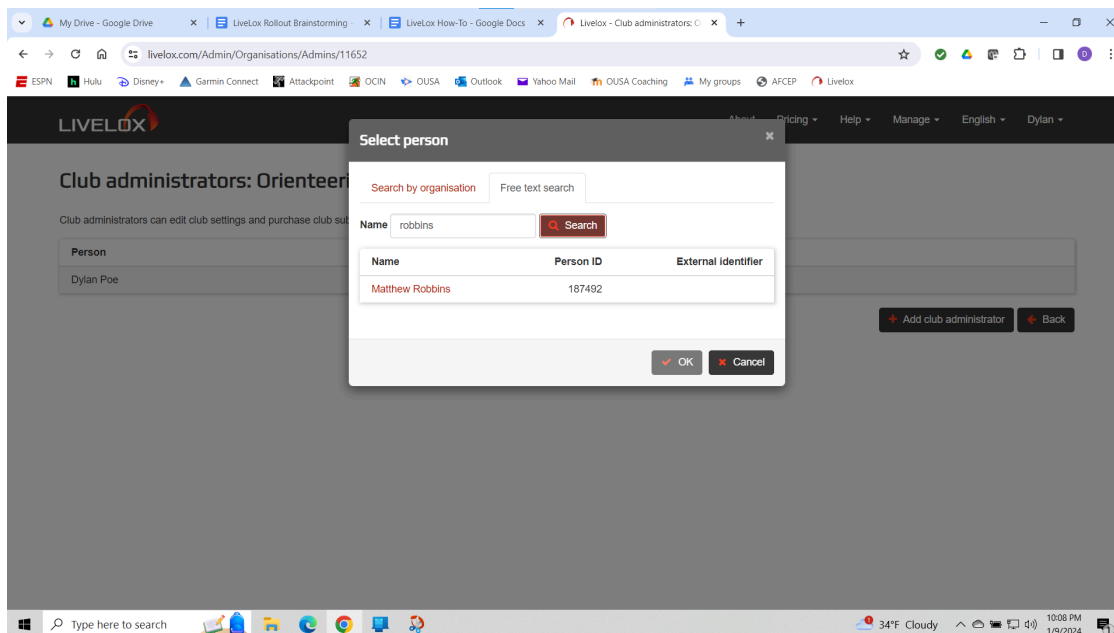 My Drive - Google Drive
LiveLox Rollout Brainstorming -
LiveLox How-To - Google Docs
Livelox - Club administrators: O
livelox.com/Admin/Organisations/Admins/11652
D
ESPN
h Hulu
Disney+
Garmin Connect
Attackpoint
OCIN
OUSA
Outlook
Yahoo Mail
OUSA Coaching
My groups
AFCEP
Livelox
LIVELOX
About
Pricing
Help
Manage
English
Dylan
Select person
Club administrators: Orienteeri
Search by organisation
Free text search
Club administrators can edit club settings and purchase club sub
Name
robbins
Search
Person
Name
Person ID
External identifier
Dylan Poe
Matthew Robbins
187492
Add club administrator
Back
OK
Cancel
Type here to search
34°F Cloudy
10:08 PM
1/9/2024